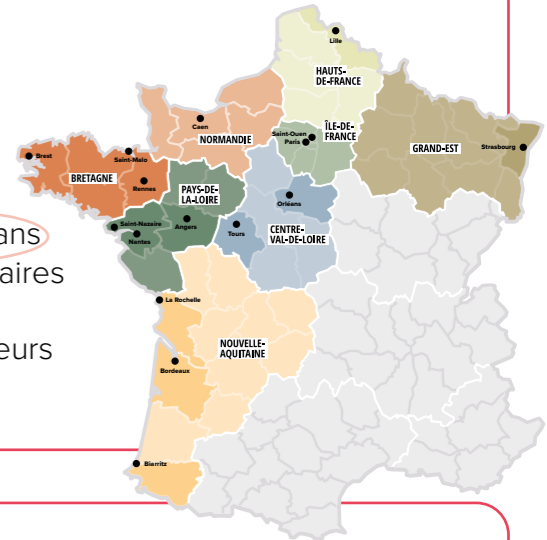 Lille
HAUTS-
DE-FRANCE
Caen
NORMANDIE
Saint-Ouen
Paris
ÎLE-DE-
FRANCE
GRAND-EST
Strasbourg
Brest
Saint-Malo
BRETAGNE
Rennes
PAYS-DE-
LA-LOIRE
Orléans
Saint-Nazaire
Nantes
Angers
Tours
CENTRE-
VAL-DE-LOIRE
ans
aires
eurs
La Rochelle
NOUVELLE-
AQUITAINE
Bordeaux
Biarritz